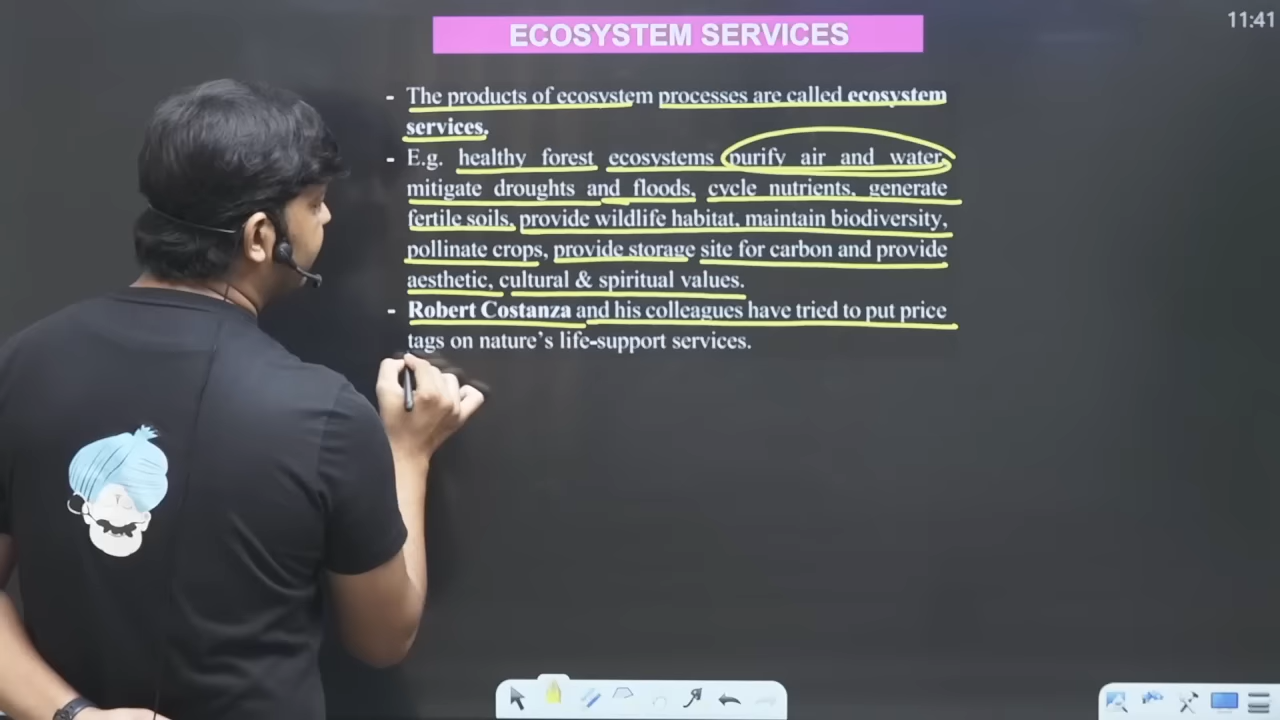 ECOSYSTEM SERVICES
11:41
- The products of ecosystem processes are called ecosystem
services.
- E.g. healthy forest ecosystems purify air and water,
mitigate droughts and floods, cycle nutrients, generate
fertile soils, provide wildlife habitat, maintain biodiversity,
pollinate crops, provide storage site for carbon and provide
aesthetic, cultural & spiritual values.
- Robert Costanza and his colleagues have tried to put price
tags on nature's life-support services.